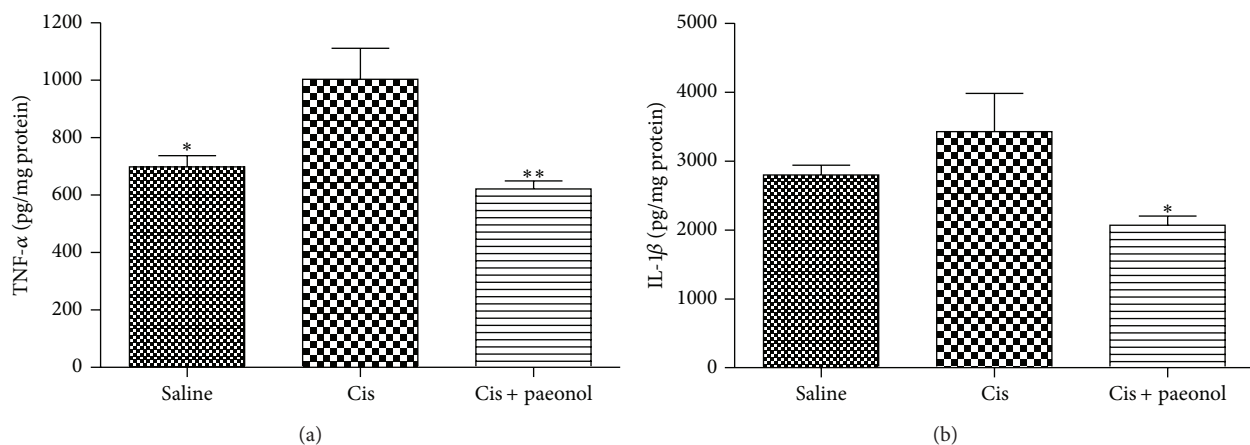 TNF-α (pg/mg protein)
1200
1000
800
600
400
200
0
*
**
Saline
Cis
Cis + paeonol
(a)
IL-1β (pg/mg protein)
5000
4000
3000
2000
1000
0
*
Saline
Cis
Cis + paeonol
(b)